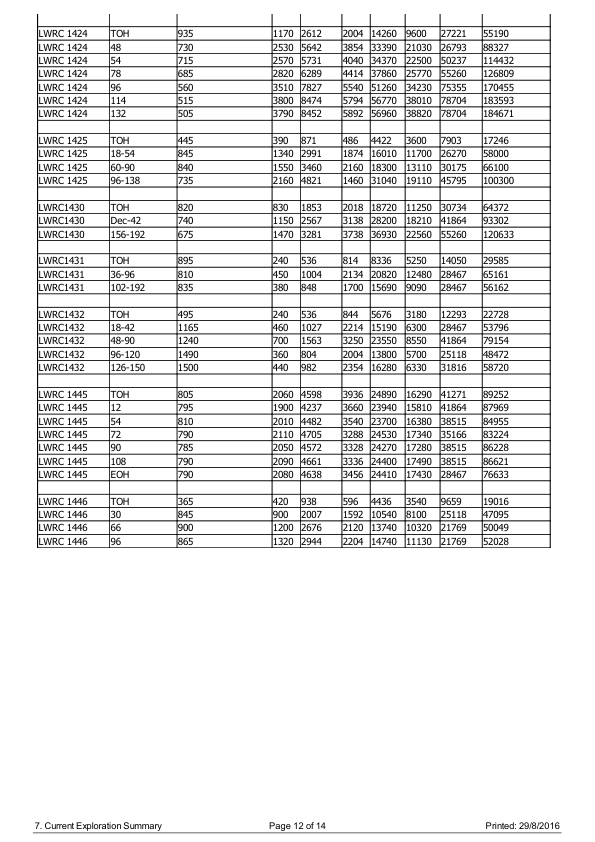 LWRC 1424 TOH 935 1170 2612 2004 14260 9600 27221 55190
LWRC 1424 48 730 2530 5642 3854 33390 21030 26793 88327
LWRC 1424 54 715 2570 5731 4040 34370 22500 50237 114432
LWRC 1424 78 685 2820 6289 4414 37860 25770 55260 126809
LWRC 1424 96 560 3510 7827 5540 51260 34230 75355 170455
LWRC 1424 114 515 3800 8474 5794 56770 38010 78704 183593
LWRC 1424 132 505 3790 8452 5892 56960 38820 78704 184671
LWRC 1425 TOH 445 390 871 486 4422 3600 7903 17246
LWRC 1425 18-54 845 1340 2991 1874 16010 11700 26270 58000
LWRC 1425 60-90 840 1550 3460 2160 18300 13110 30175 66100
LWRC 1425 96-138 735 2160 4821 1460 31040 19110 45795 100300
LWRC1430 TOH 820 830 1853 2018 18720 11250 30734 64372
LWRC1430 Dec-42 740 1150 2567 3138 28200 18210 41864 93302
LWRC1430 156-192 675 1470 3281 3738 36930 22560 55260 120633
LWRC1431 TOH 895 240 536 814 8336 5250 14050 29585
LWRC1431 36-96 810 450 1004 2134 20820 12480 28467 65161
LWRC1431 102-192 835 380 848 1700 15690 9090 28467 56162
LWRC1432 TOH 495 240 536 844 5676 3180 12293 22728
LWRC1432 18-42 1165 460 1027 2214 15190 6300 28467 53796
LWRC1432 48-90 1240 700 1563 3250 23550 8550 41864 79154
LWRC1432 96-120 1490 360 804 2004 13800 5700 25118 48472
LWRC1432 126-150 1500 440 982 2354 16280 6330 31816 58720
LWRC 1445 TOH 805 2060 4598 3936 24890 16290 41271 89252
LWRC 1445 12 795 1900 4237 3660 23940 15810 41864 87969
LWRC 1445 54 810 2010 4482 3540 23700 16380 38515 84955
LWRC 1445 72 790 2110 4705 3288 24530 17340 35166 83224
LWRC 1445 90 785 2050 4572 3328 24270 17280 38515 86228
LWRC 1445 108 790 2090 4661 3336 24400 17490 38515 86621
LWRC 1445 EOH 790 2080 4638 3456 24410 17430 28467 76633
LWRC 1446 TOH 365 420 938 596 4436 3540 9659 19016
LWRC 1446 30 845 900 2007 1592 10540 8100 25118 47095
LWRC 1446 66 900 1200 2676 2120 13740 10320 21769 50049
LWRC 1446 96 865 1320 2944 2204 14740 11130 21769 52028
7. Current Exploration Summary Page 12 of 14 Printed: 29/8/2016